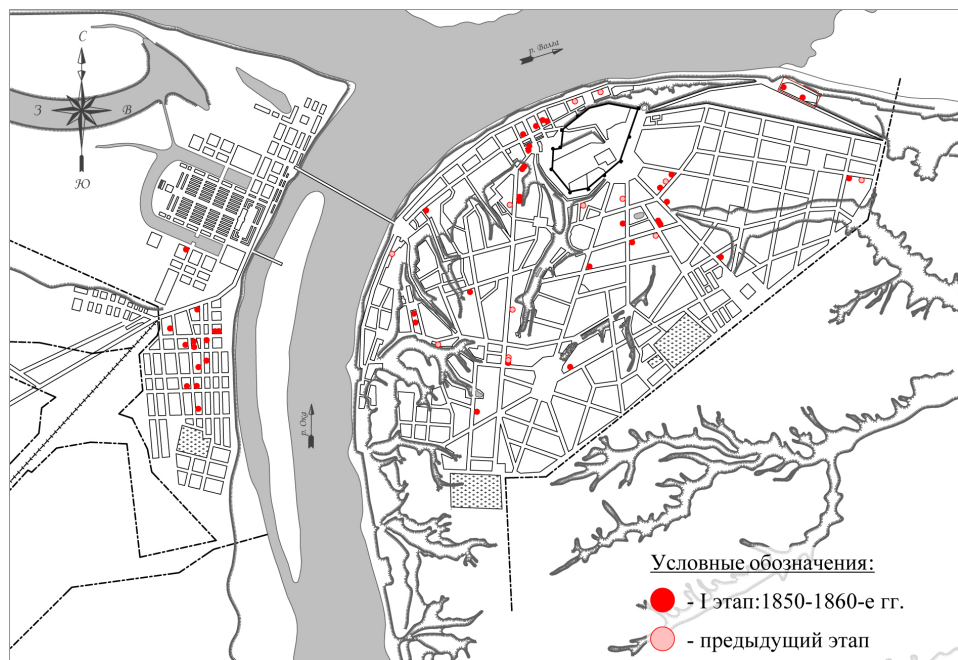 С
З
В
Ю
р. Волга
р. Ока
Условные обозначения:
- I этап:1850-1860-е гг.
- предыдущий этап